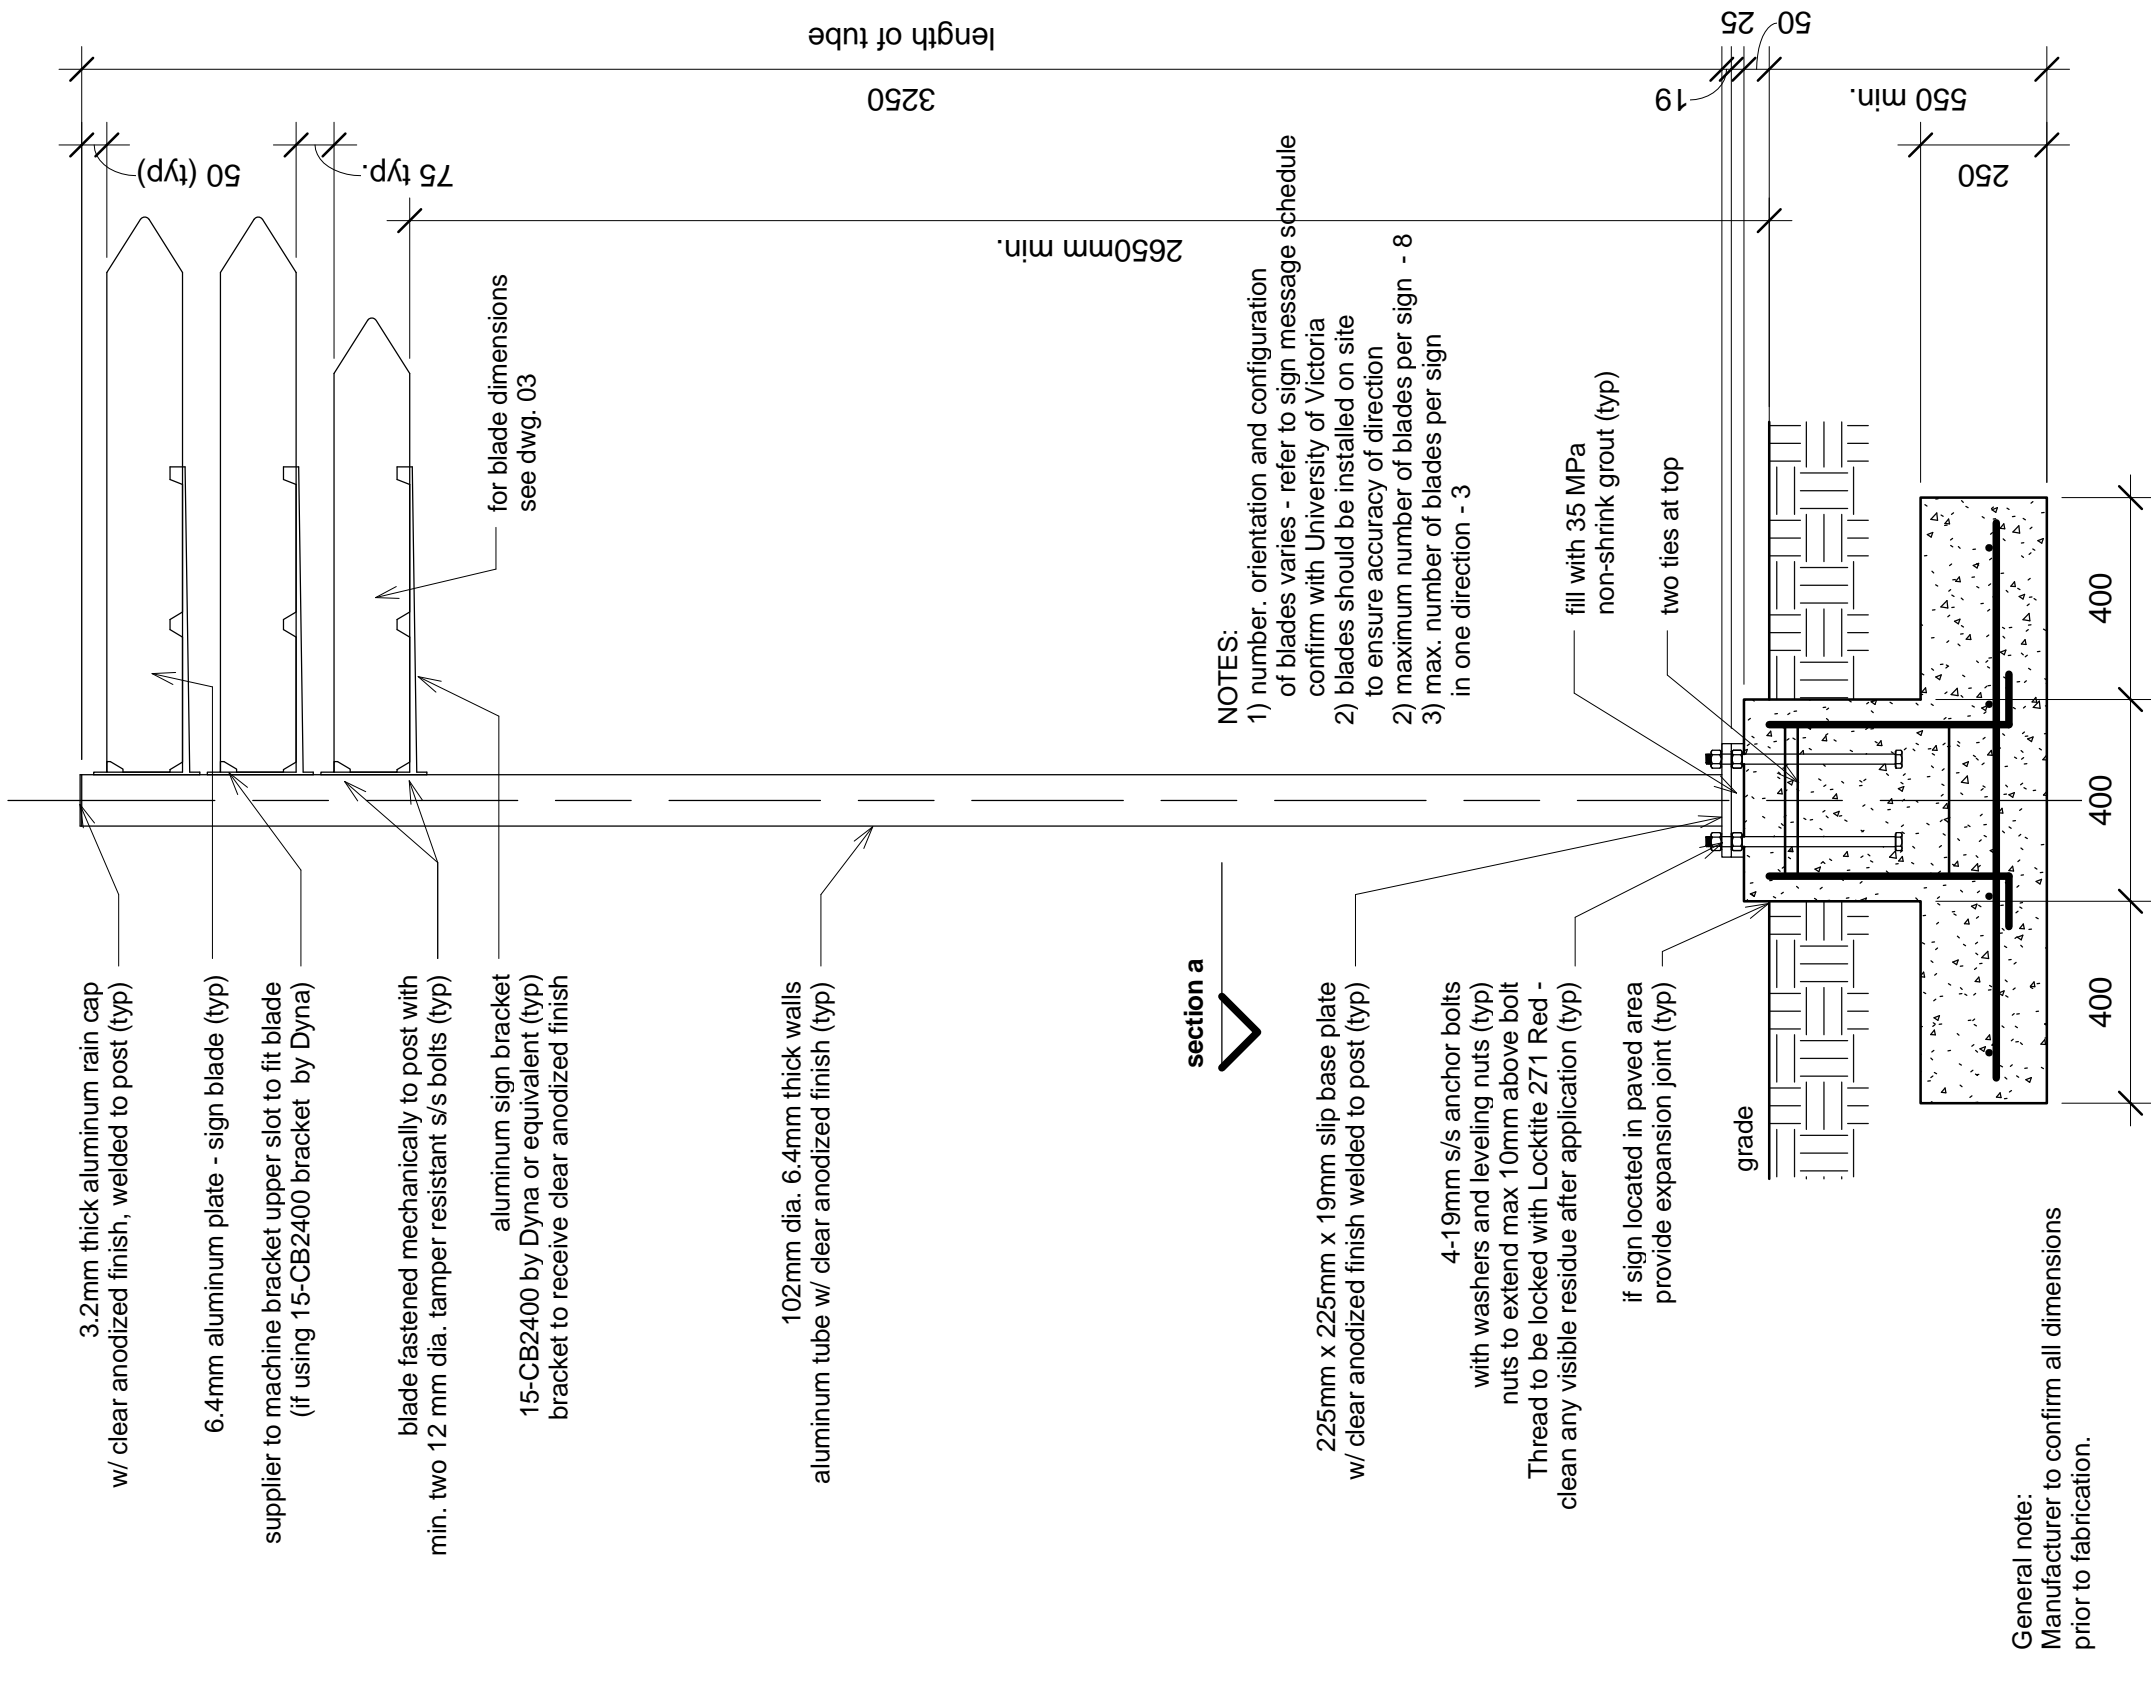 3.2mm thick aluminum rain cap
w/ clear anodized finish, welded to post (typ)
6.4mm aluminum plate - sign blade (typ)
supplier to machine bracket upper slot to fit blade
(if using 15-CB2400 bracket by Dyna)
blade fastened mechanically to post with
min. two 12 mm dia. tamper resistant s/s bolts (typ)
aluminum sign bracket
15-CB2400 by Dyna or equivalent (typ)
bracket to receive clear anodized finish
102mm dia. 6.4mm thick walls
aluminum tube w/ clear anodized finish (typ)
section a
225mm x 225mm x 19mm slip base plate
w/ clear anodized finish welded to post (typ)
4-19mm s/s anchor bolts
with washers and leveling nuts (typ)
nuts to extend max 10mm above bolt
Thread to be locked with Locktite 271 Red -
clean any visible residue after application (typ)
if sign located in paved area
provide expansion joint (typ)
grade
General note:
Manufacturer to confirm all dimensions
prior to fabrication.
for blade dimensions
see dwg. 03
NOTES:
1) number. orientation and configuration
of blades varies - refer to sign message schedule
confirm with University of Victoria
2) blades should be installed on site
to ensure accuracy of direction
2) maximum number of blades per sign - 8
3) max. number of blades per sign
in one direction - 3
fill with 35 MPa
non-shrink grout (typ)
two ties at top
length of tube
3250
50 (typ)
75 typ.
2650mm min.
25
50
19
550 min.
250
400
400
400